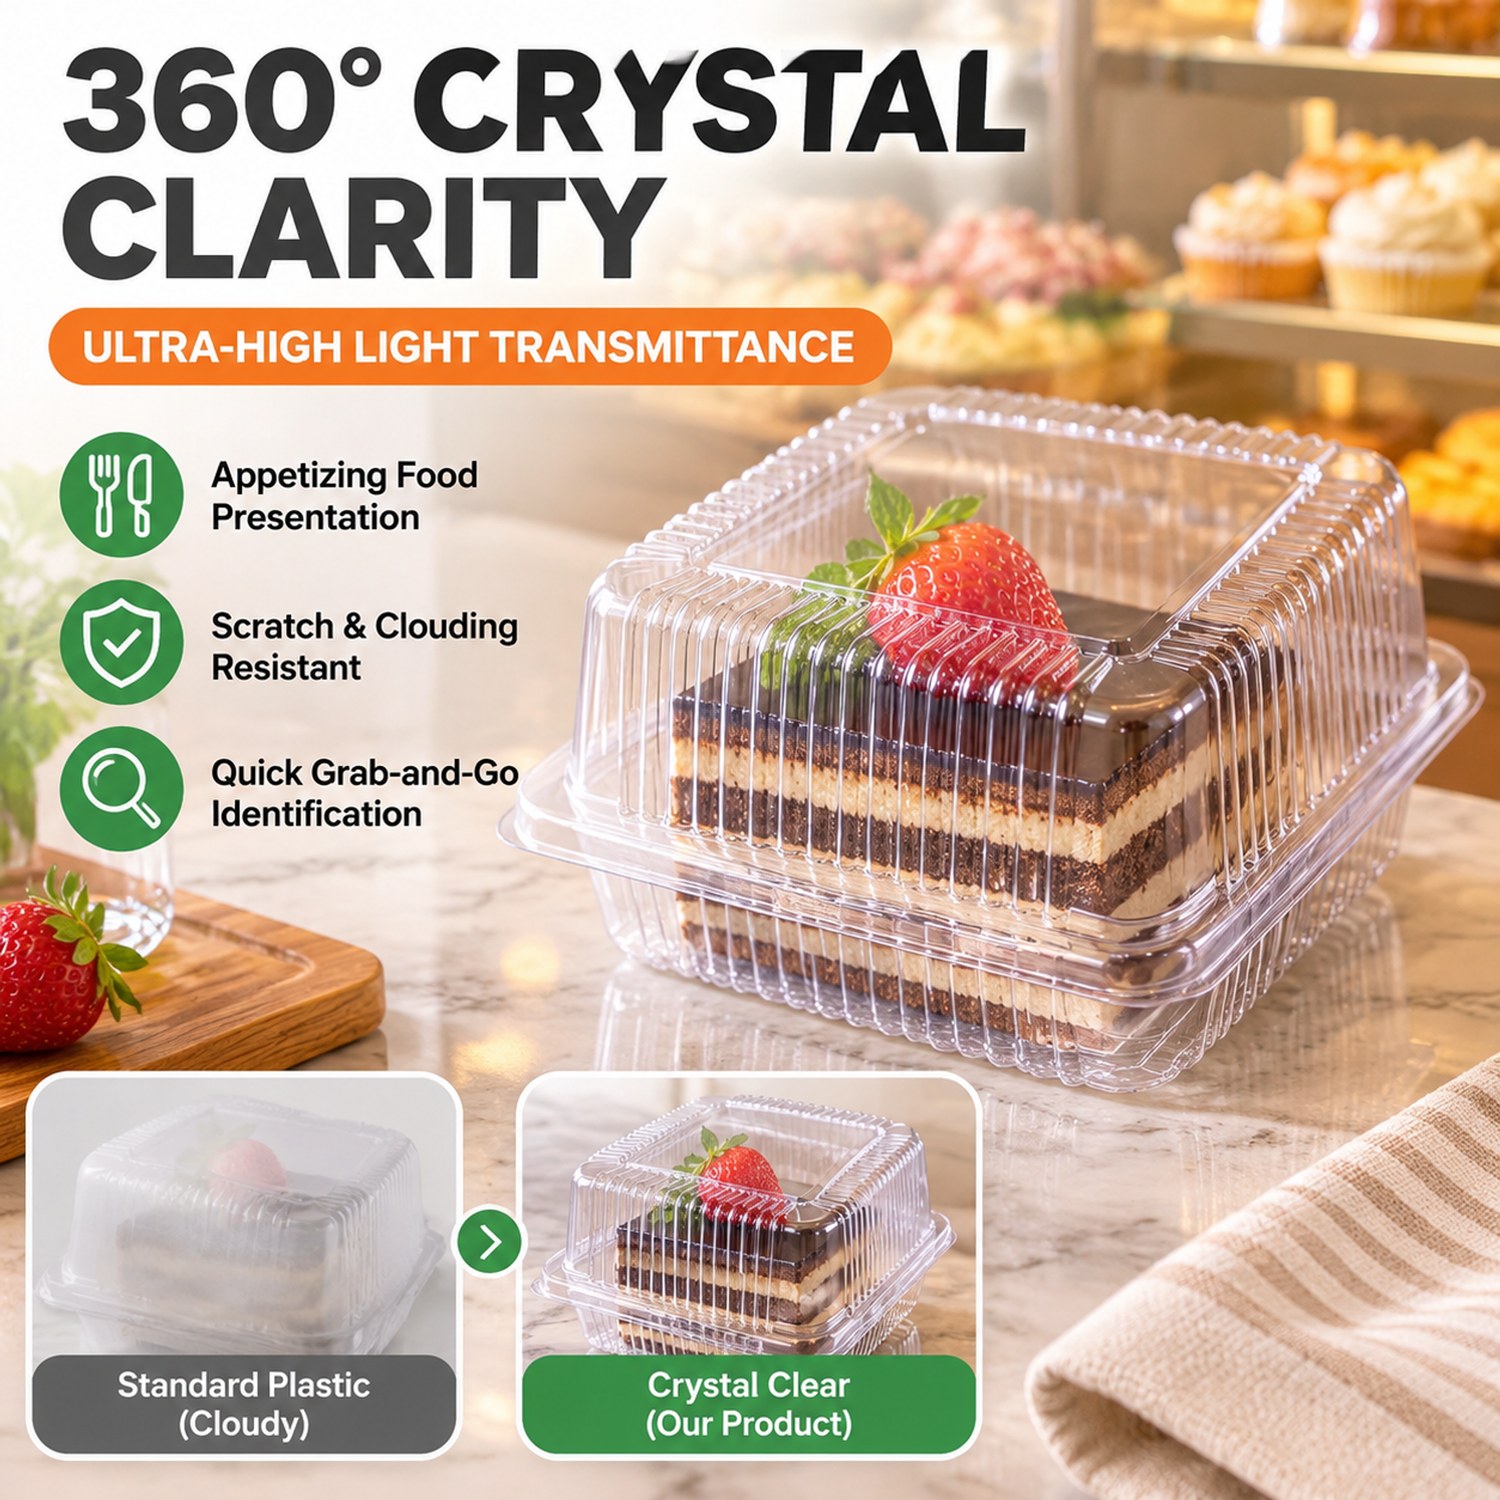 360° CRYSTAL
CLARITY
ULTRA-HIGH LIGHT TRANSMITTANCE
Appetizing Food
Presentation
Scratch & Clouding
Resistant
Quick Grab-and-Go
Identification
Standard Plastic
(Cloudy)
Crystal Clear
(Our Product)